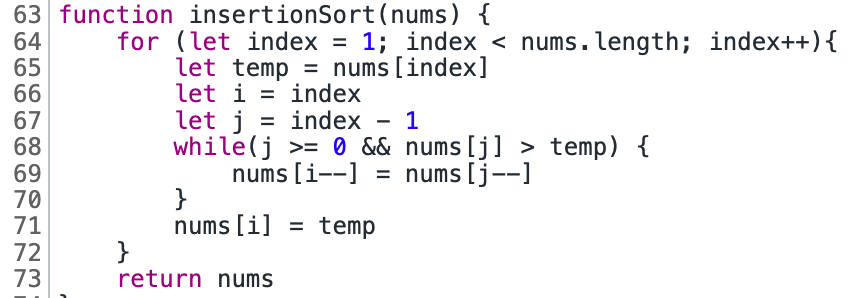 63 function insertionSort(nums) {
64     for (let index = 1; index < nums.length; index++){
65         let temp = nums[index]
66         let i = index
67         let j = index - 1
68         while(j >= 0 && nums[j] > temp) {
69             nums[i--] = nums[j--]
70         }
71         nums[i] = temp
72     }
73     return nums